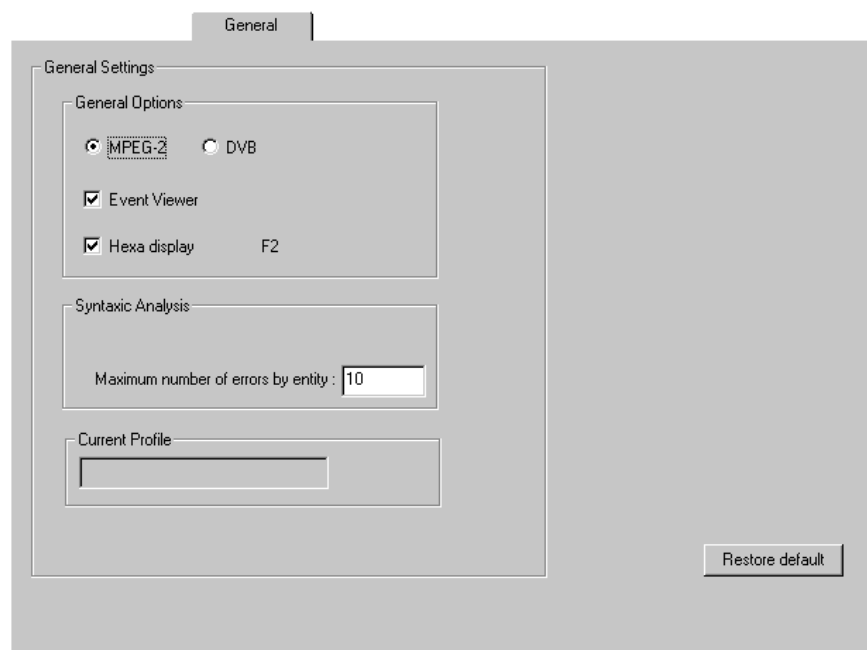 General
General Settings
General Options
MPEG-2 DVB
Event Viewer
Hexa display F2
Syntaxic Analysis
Maximum number of errors by entity : 10
Current Profile
Restore default